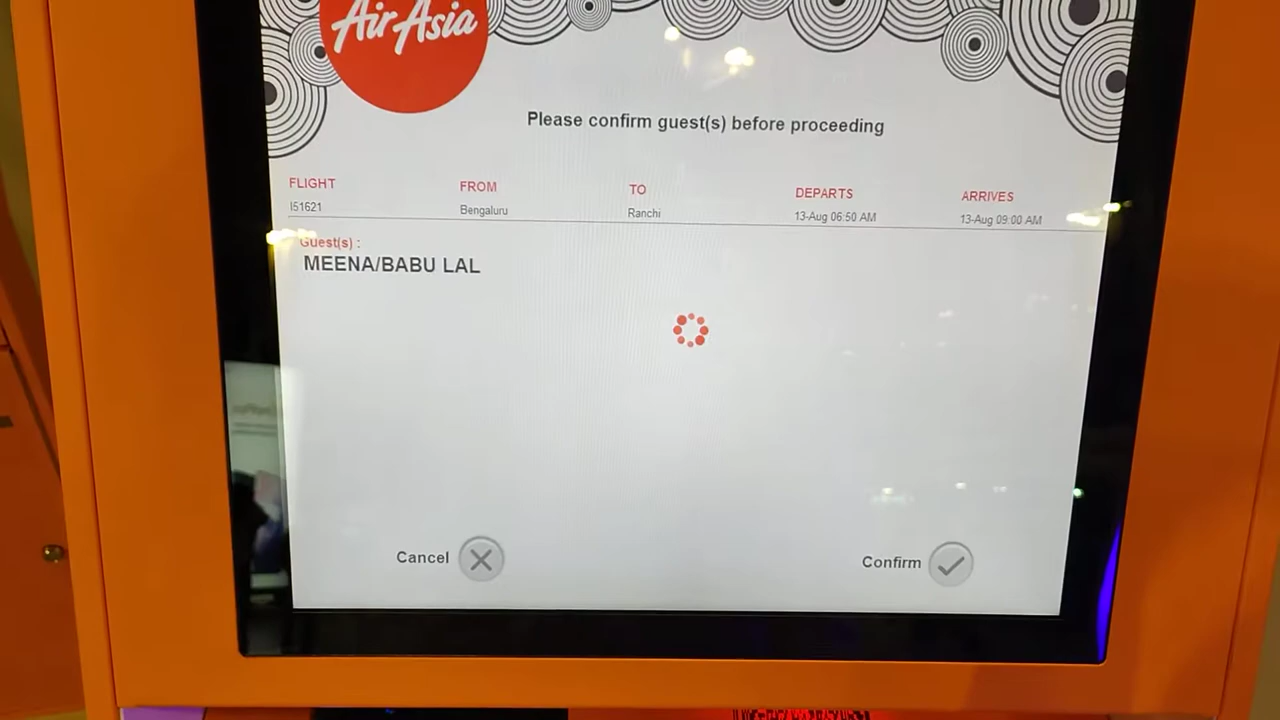 AirAsia
Please confirm guest(s) before proceeding
FLIGHT FROM TO DEPARTS ARRIVES
I51621 Bengaluru Ranchi 13-Aug 06:50 AM 13-Aug 09:00 AM
Guest(s) :
MEENA/BABU LAL
Cancel Confirm